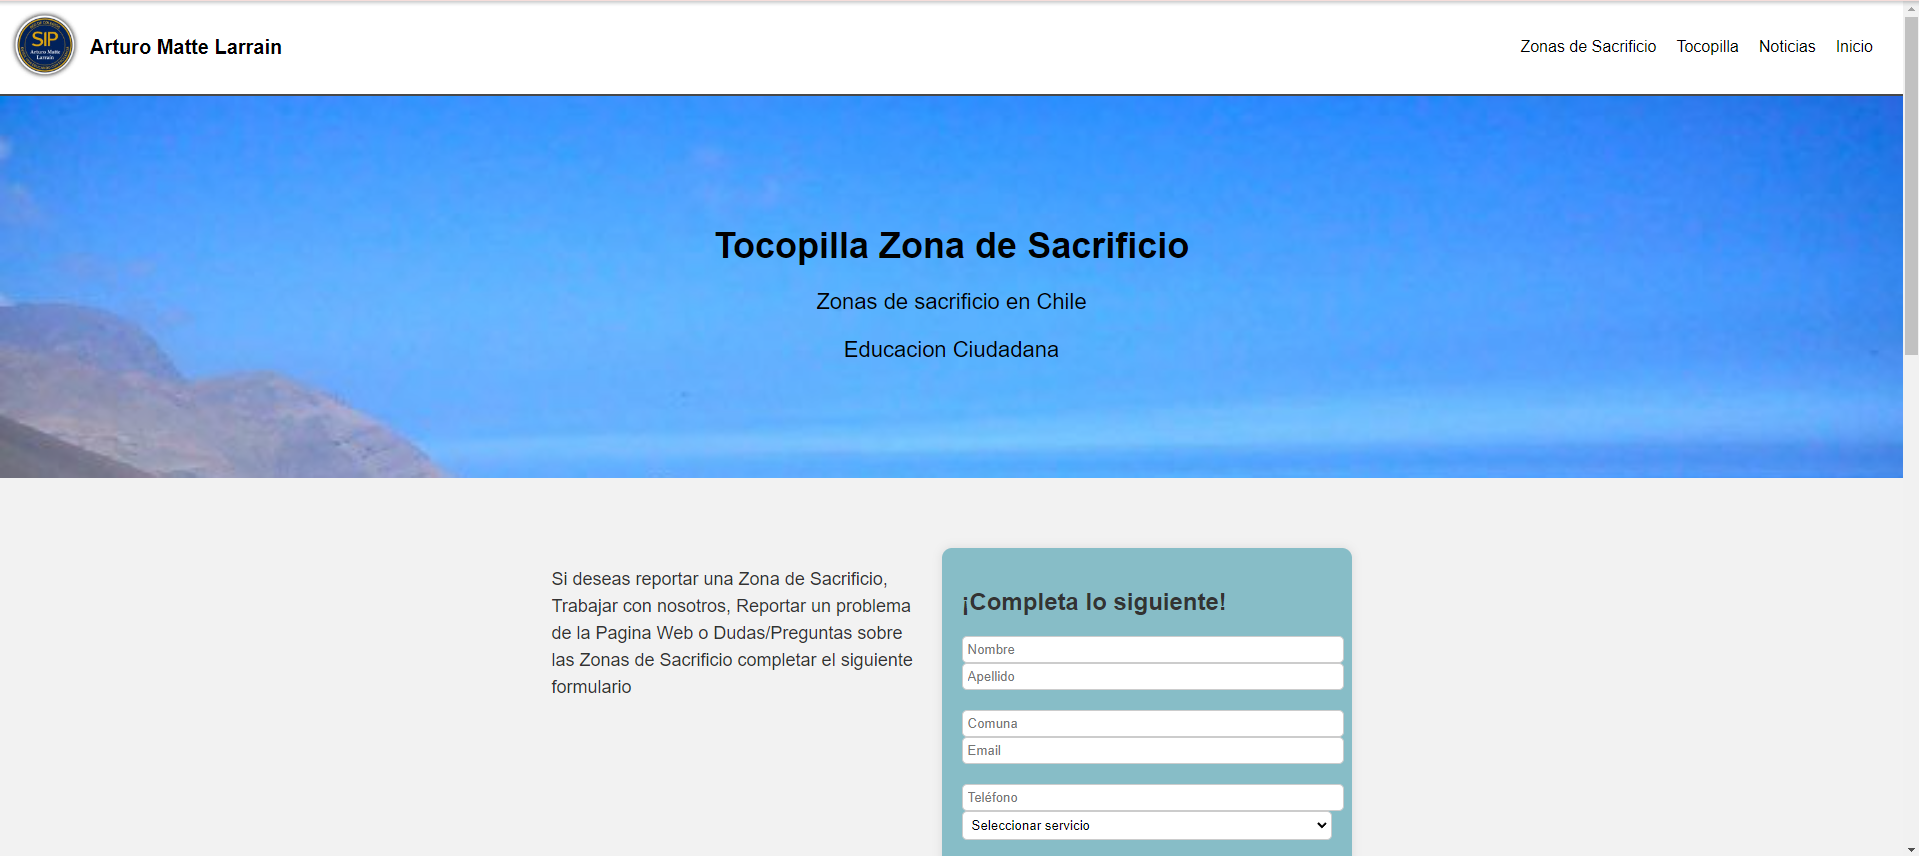 SIP
Arturo Matte
Larrain
Arturo Matte Larrain
Zonas de Sacrificio
Tocopilla
Noticias
Inicio
Tocopilla Zona de Sacrificio
Zonas de sacrificio en Chile
Educacion Ciudadana
Si deseas reportar una Zona de Sacrificio,
Trabajar con nosotros, Reportar un problema
de la Pagina Web o Dudas/Preguntas sobre
las Zonas de Sacrificio completar el siguiente
formulario
¡Completa lo siguiente!
Nombre
Apellido
Comuna
Email
Teléfono
Seleccionar servicio